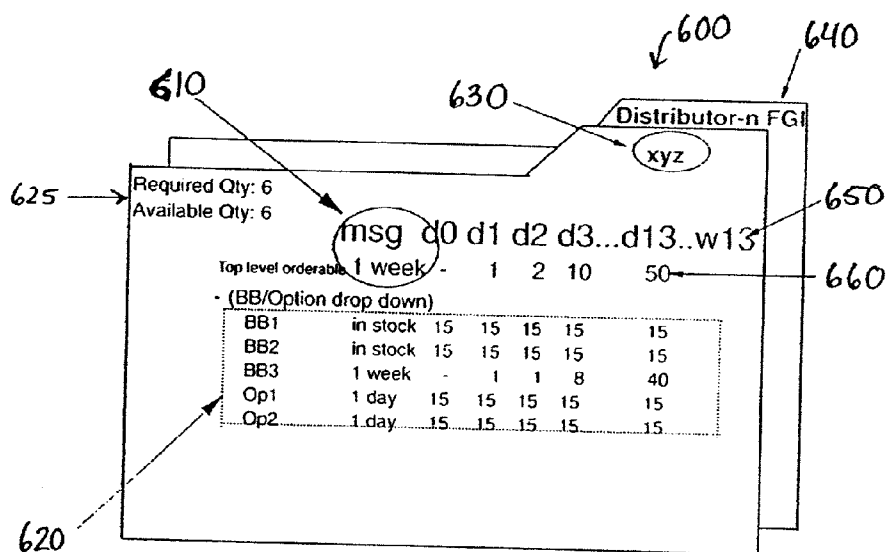 600
640
610
630
Distributor-n FGI
xyz
625
Required Qty: 6
Available Qty: 6
650
msg d0 d1 d2 d3...d13..w13
Top level orderable 1 week - 1 2 10 50
660
- (BB/Option drop down)
BB1 in stock 15 15 15 15 15
BB2 in stock 15 15 15 15 15
BB3 1 week - 1 1 8 40
Op1 1 day 15 15 15 15 15
Op2 1 day 15 15 15 15 15
620